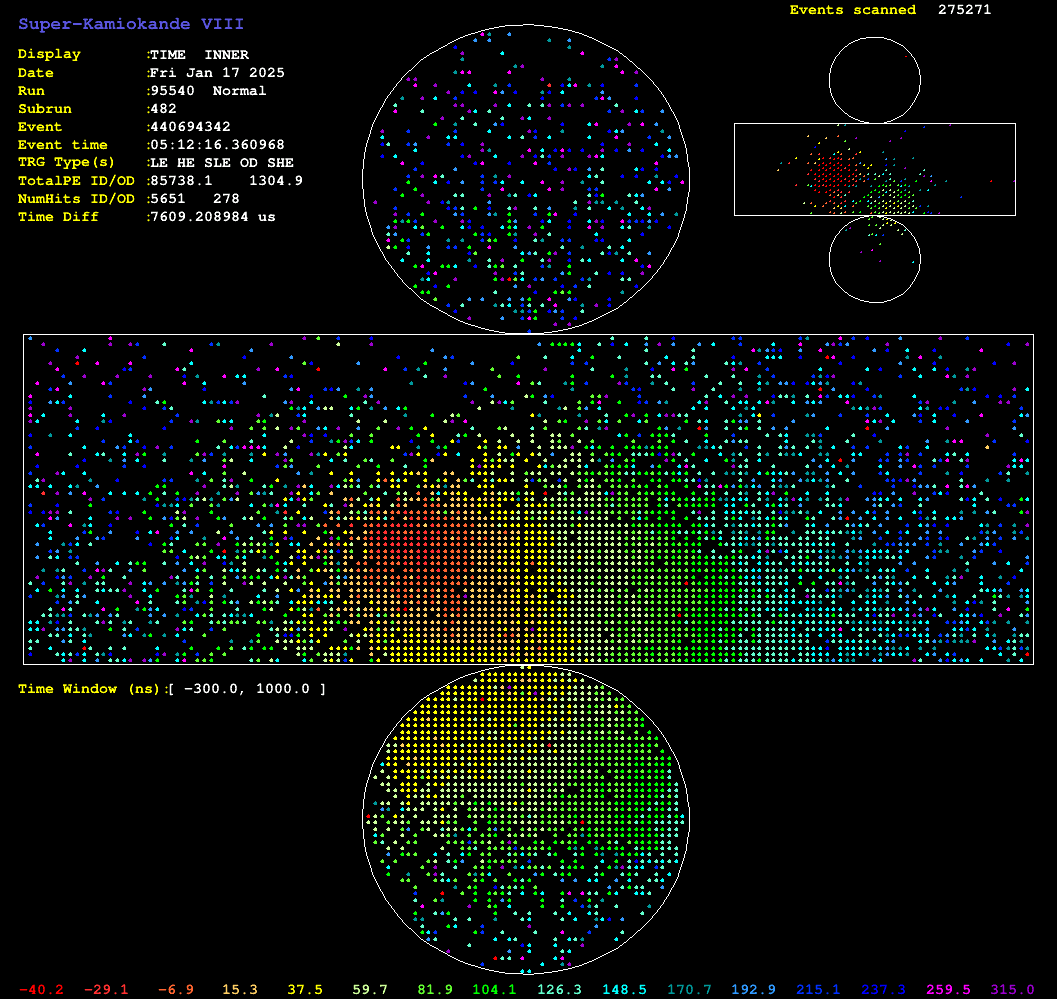 Super-Kamiokande VIII
Events scanned 275271
Display :TIME INNER
Date :Fri Jan 17 2025
Run :95540 Normal
Subrun :482
Event :440694342
Event time :05:12:16.360968
TRG Type(s) :LE HE SLE OD SHE
TotalPE ID/OD :85738.1 1304.9
NumHits ID/OD :5651 278
Time Diff :7609.208984 us
Time Window (ns):[ -300.0, 1000.0 ]
-40.2 -29.1 -6.9 15.3 37.5 59.7 81.9 104.1 126.3 148.5 170.7 192.9 215.1 237.3 259.5 315.0